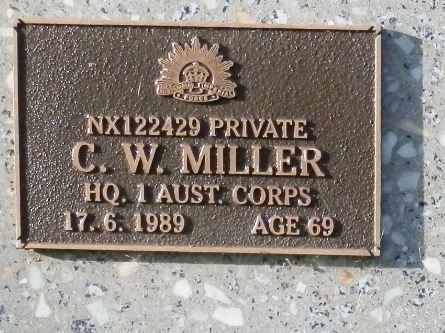 NX122429 PRIVATE
C. W. MILLER
HQ. 1 AUST. CORPS
17. 6. 1989 AGE 69